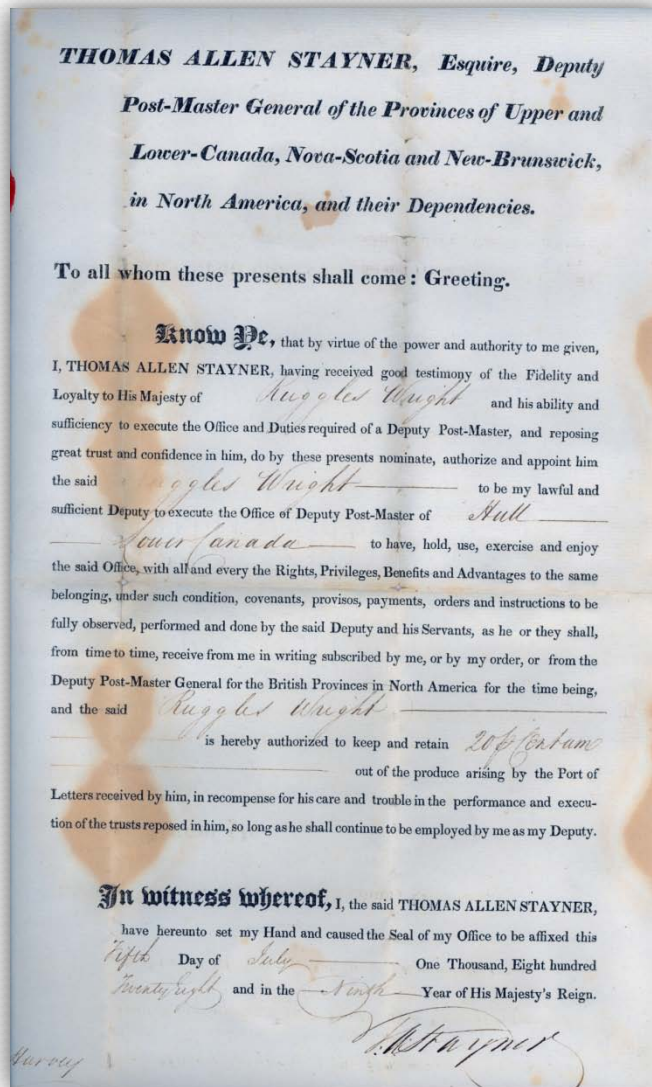 THOMAS ALLEN STAYNER, Esquire, Deputy
Post-Master General of the Provinces of Upper and
Lower-Canada, Nova-Scotia and New-Brunswick,
in North America, and their Dependencies.
To all whom these presents shall come: Greeting.
Know Ye, that by virtue of the power and authority to me given,
I, THOMAS ALLEN STAYNER, having received good testimony of the Fidelity and
Loyalty to His Majesty of Ruggles Wright and his ability and
sufficiency to execute the Office and Duties required of a Deputy Post-Master, and reposing
great trust and confidence in him, do by these presents nominate, authorize and appoint him
the said Ruggles Wright to be my lawful and
sufficient Deputy to execute the Office of Deputy Post-Master of Hull
Lower Canada to have, hold, use, exercise and enjoy
the said Office, with all and every the Rights, Privileges, Benefits and Advantages to the same
belonging, under such condition, covenants, provisos, payments, orders and instructions to be
fully observed, performed and done by the said Deputy and his Servants, as he or they shall,
from time to time, receive from me in writing subscribed by me, or by my order, or from the
Deputy Post-Master General for the British Provinces in North America for the time being,
and the said Ruggles Wright
is hereby authorized to keep and retain 20 p Centum
out of the produce arising by the Port of
Letters received by him, in recompense for his care and trouble in the performance and execu-
tion of the trusts reposed in him, so long as he shall continue to be employed by me as my Deputy.
In witness whereof, I, the said THOMAS ALLEN STAYNER,
have hereunto set my Hand and caused the Seal of my Office to be affixed this
Fifth Day of July One Thousand, Eight hundred
Twenty Eight and in the Ninth Year of His Majesty's Reign.
T. A. Stayner
Harvey